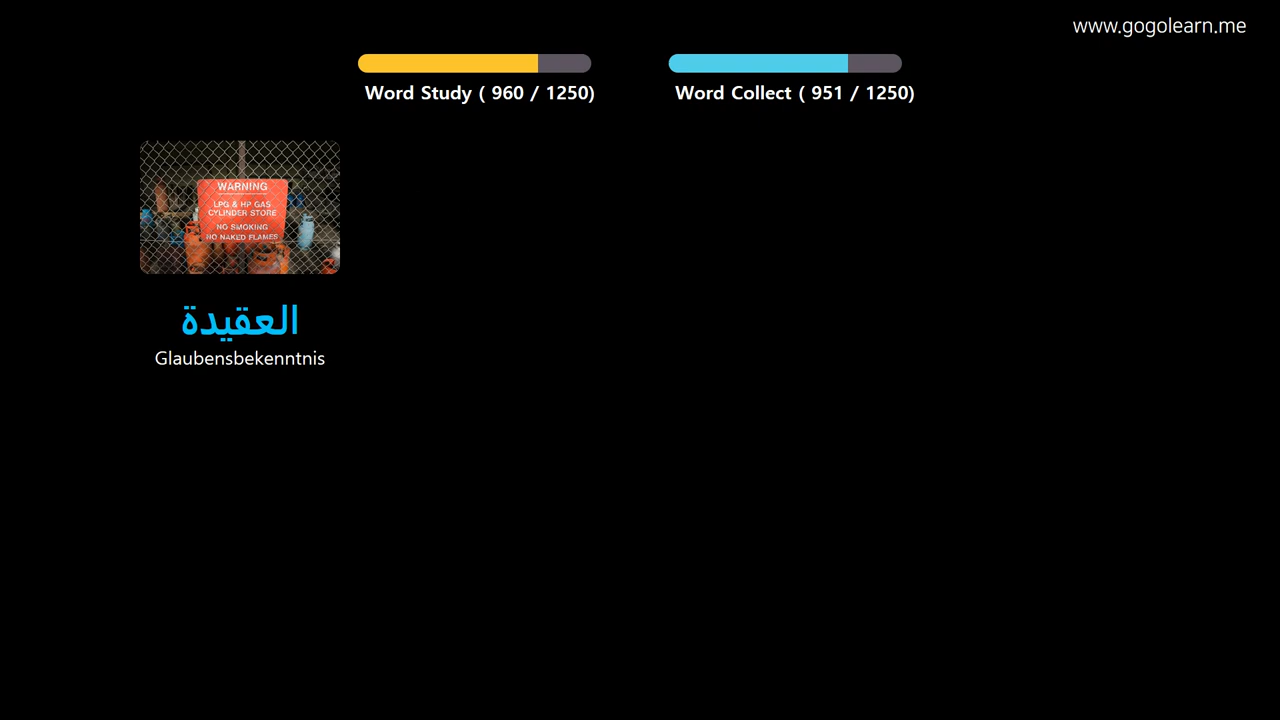 www.gogolearn.me
Word Study ( 960 / 1250)
Word Collect ( 951 / 1250)
WARNING
LPG & HP GAS
CYLINDER STORE
NO SMOKING
NO NAKED FLAMES
العقيدة
Glaubensbekenntnis